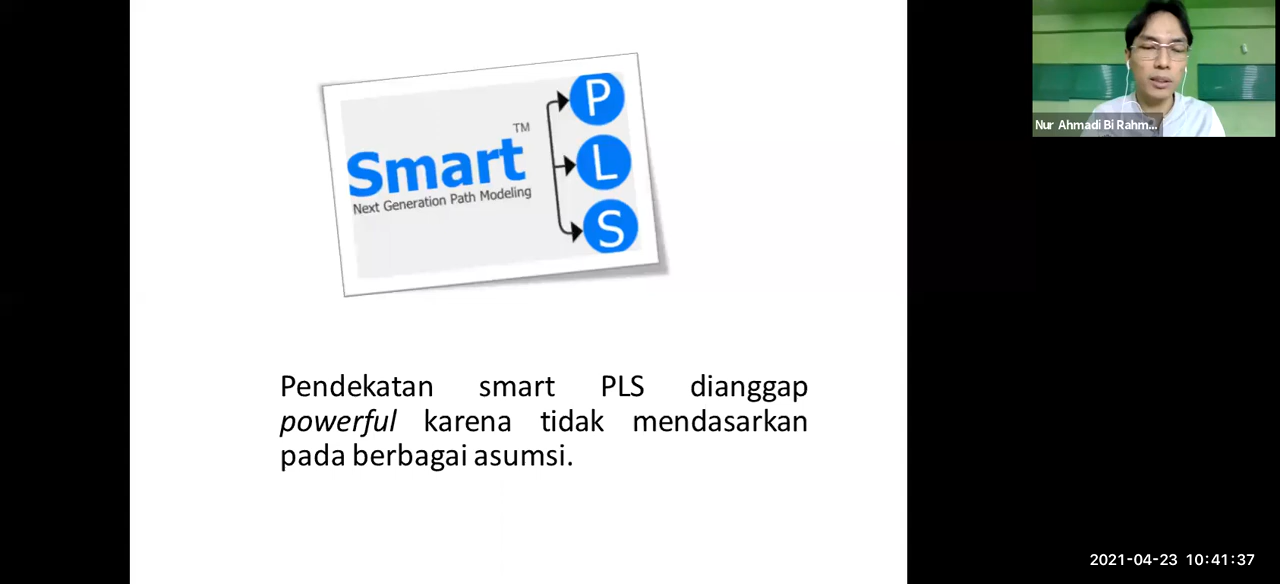 TM
Smart
Next Generation Path Modeling
P
L
S
Pendekatan smart PLS dianggap
powerful karena tidak mendasarkan
pada berbagai asumsi.
Nur Ahmadi Bi Rahm...
2021-04-23 10:41:37